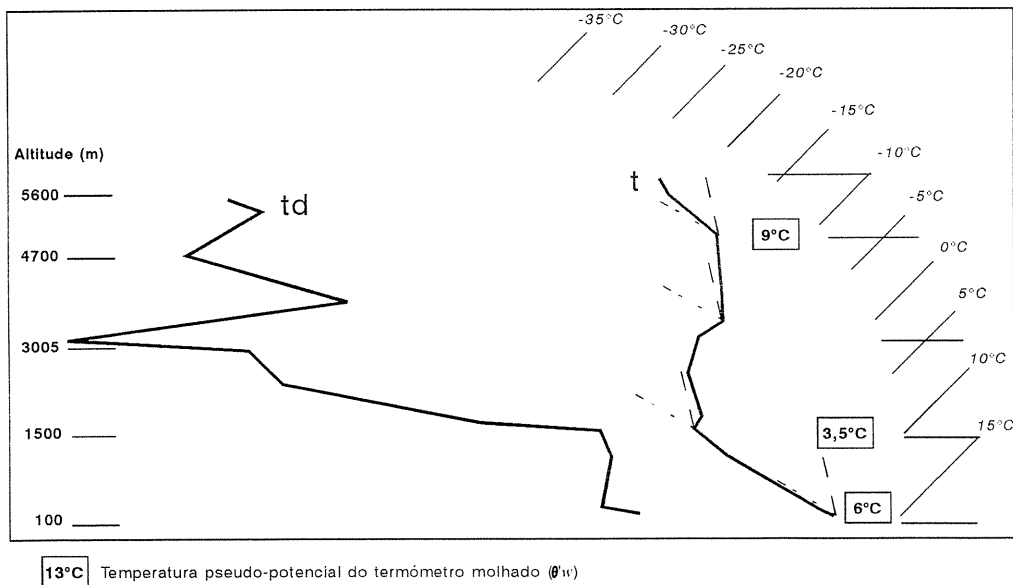 -35°C
-30°C
-25°C
-20°C
-15°C
Altitude (m)
-10°C
t
5600
td
-5°C
9°C
0°C
4700
5°C
3005
10°C
3,5°C
15°C
1500
6°C
100
13°C Temperatura pseudo-potencial do termómetro molhado (θ'w)